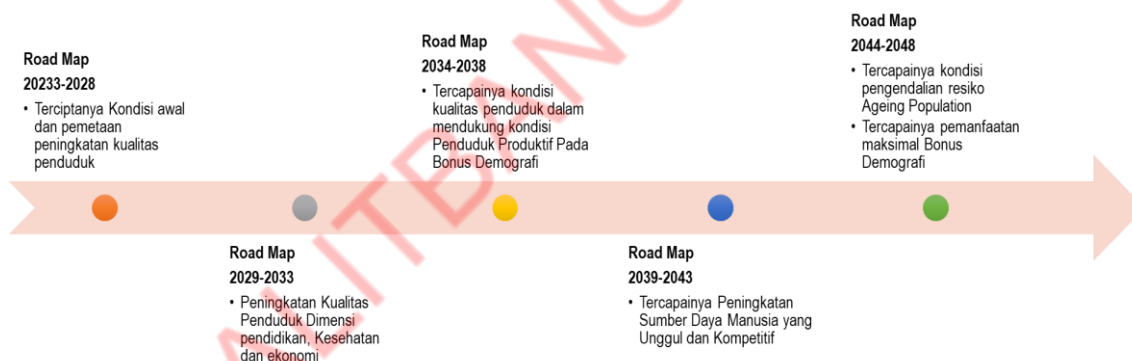 Road Map
20233-2028
• Terciptanya Kondisi awal
dan pemetaan
peningkatan kualitas
penduduk
Road Map
2029-2033
• Peningkatan Kualitas
Penduduk Dimensi
pendidikan, Kesehatan
dan ekonomi
Road Map
2034-2038
• Tercapainya kondisi
kualitas penduduk dalam
mendukung kondisi
Penduduk Produktif Pada
Bonus Demografi
Road Map
2039-2043
• Tercapainya Peningkatan
Sumber Daya Manusia yang
Unggul dan Kompetitif
Road Map
2044-2048
• Tercapainya kondisi
pengendalian resiko
Ageing Population
• Tercapainya pemanfaatan
maksimal Bonus
Demografi